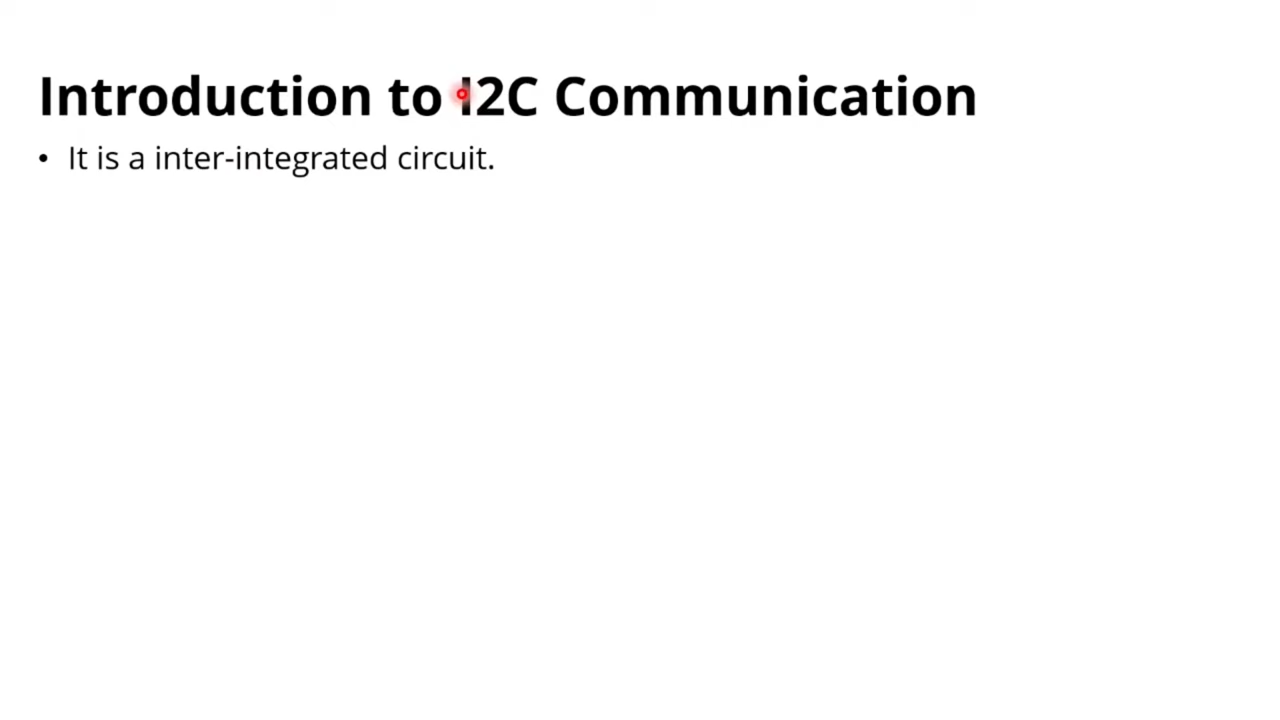 Introduction to I2C Communication
• It is a inter-integrated circuit.